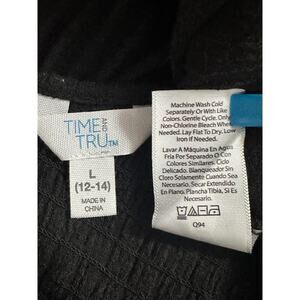 TIME
AND
TRU™
L
(12-14)
MADE IN
CHINA
Machine Wash Cold
Separately Or With Like
Colors. Gentle Cycle. Only
Non-Chlorine Bleach When
Needed. Lay Flat To Dry. Low
Iron if Needed.
Lavar A Máquina En Agua
Fría Por Separado O Con
Colores Similares. Ciclo
Delicado. Blanqueador Sin
Cloro Solamente Cuando Sea
Necesario. Secar Extendido
En Plano. Plancha Tibia, Si Es
Necesario.
Q94